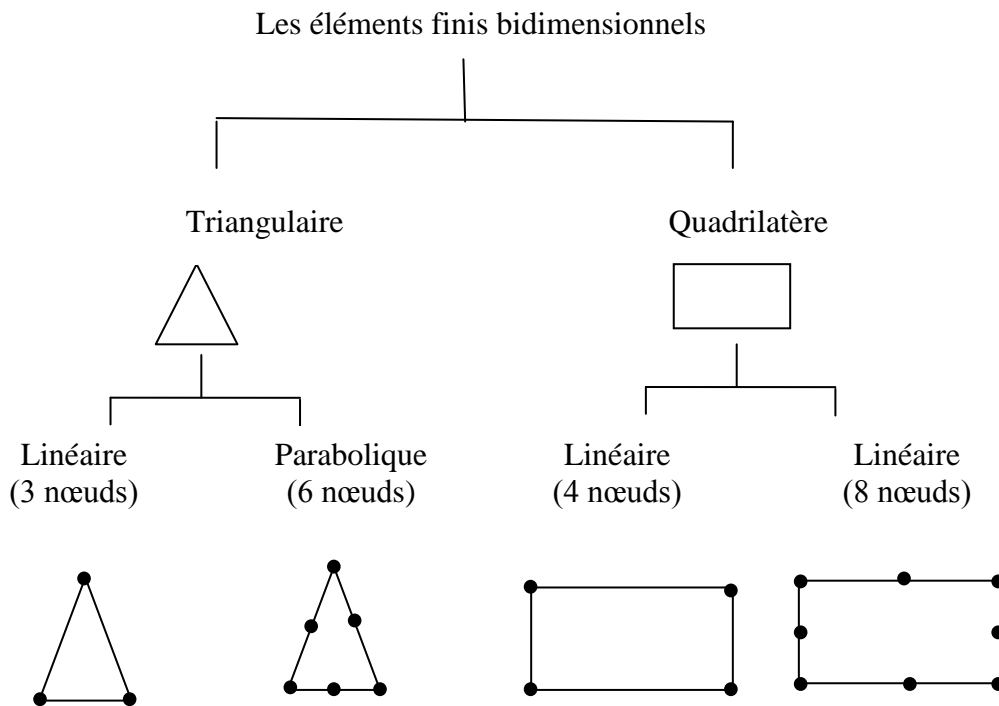 Les éléments finis bidimensionnels
Triangulaire
Quadrilatère
Linéaire
(3 nœuds)
Parabolique
(6 nœuds)
Linéaire
(4 nœuds)
Linéaire
(8 nœuds)